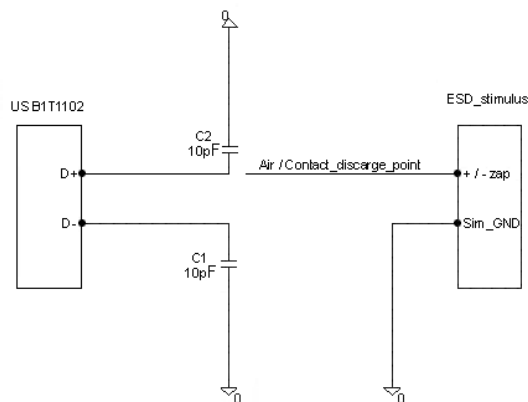 0
USB1T1102
ESD_stimulus
C2
10pF
Air / Contact_discarge_point
D+
+ / - zap
D-
Sim_GND
C1
10pF
0
0